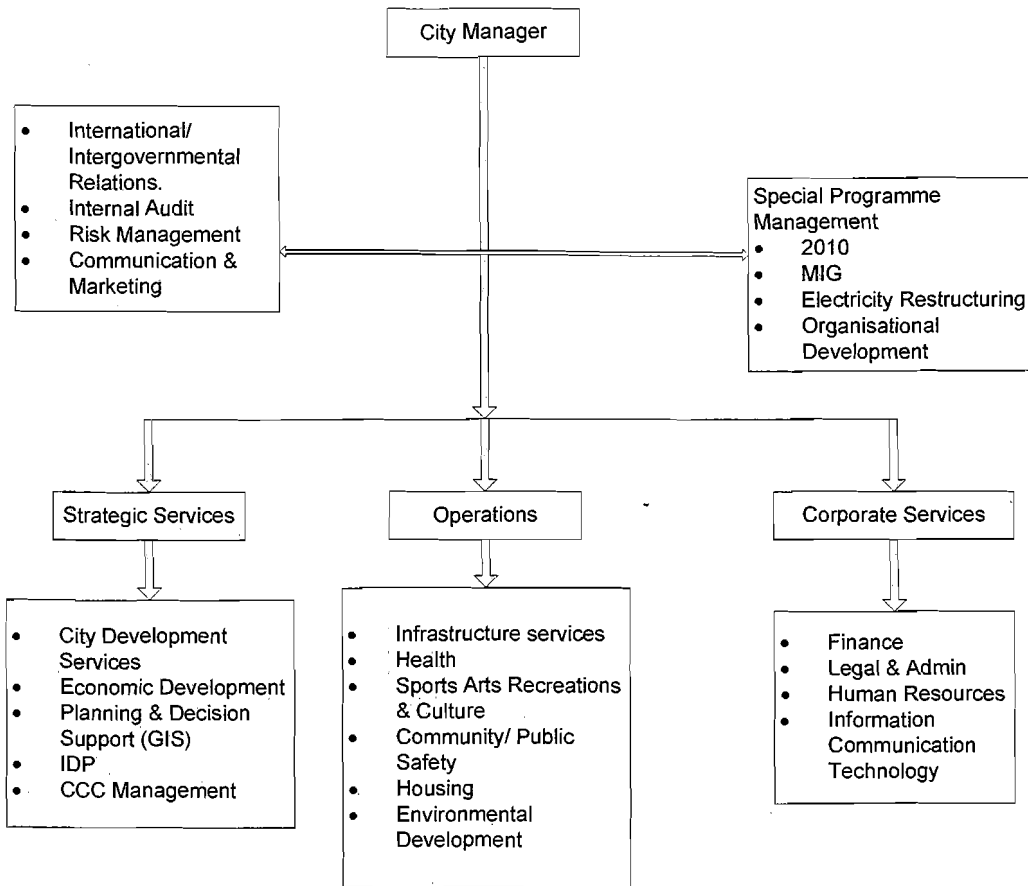 City Manager
• International/
Intergovernmental
Relations.
• Internal Audit
• Risk Management
• Communication &
Marketing
Special Programme
Management
• 2010
• MIG
• Electricity Restructuring
• Organisational
Development
Strategic Services
Operations
Corporate Services
• City Development
Services
• Economic Development
• Planning & Decision
Support (GIS)
• IDP
• CCC Management
• Infrastructure services
• Health
• Sports Arts Recreations
& Culture
• Community/ Public
Safety
• Housing
• Environmental
Development
• Finance
• Legal & Admin
• Human Resources
• Information
Communication
Technology